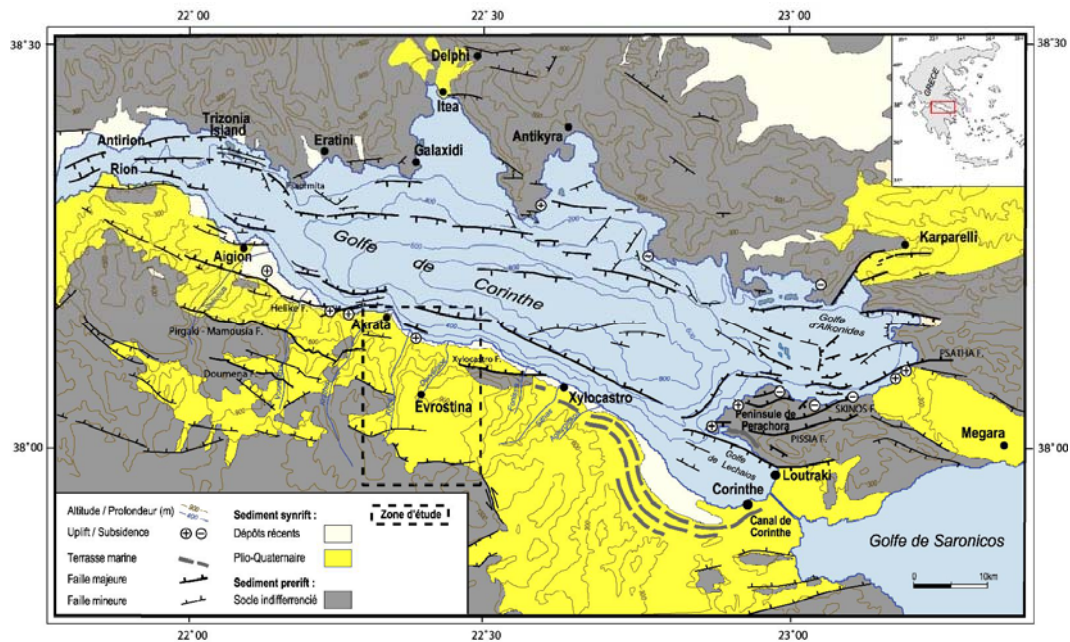 22°00
22°30
23°00
38°30
38°30
GRECE
Delphi
Itea
Trizonia
Island
Antirion
Eratini
Antikyra
Galaxidi
Rion
Psaromita
Karparelli
Golfe
de
Corinthe
Aigion
Golfe
d'Alkonides
Helike F.
Akrata
Pirgaki - Mamousia F.
PSATHA F.
Xylocastro F.
Doumena F.
Evrostina
Xylocastro
SKINOS F.
Péninsule de
Perachora
PISSIA F.
Megara
38°00
38°00
Golfe
de
Lechaios
Loutraki
Corinthe
Canal de
Corinthe
Golfe de Saronicos
Altitude / Profondeur (m)
Sediment synrift :
Zone d'étude
Uplift / Subsidence
Dépôts récents
Terrasse marine
Plio-Quaternaire
Faille majeure
Sediment prerift :
Faille mineure
Socle indifferrencié
0
10km
22°00
22°30
23°00